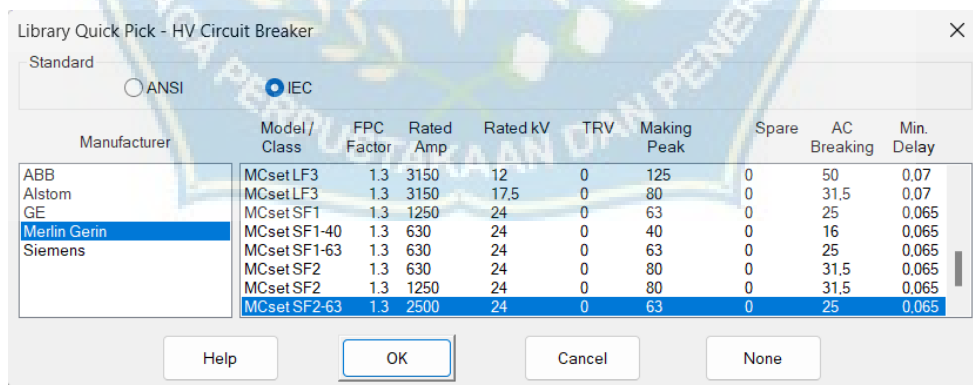 Library Quick Pick - HV Circuit Breaker
Standard
ANSI IEC
Manufacturer
ABB
Alstom
GE
Merlin Gerin
Siemens
Model / Class FPC Factor Rated Amp Rated kV TRV Making Peak Spare AC Breaking Min. Delay
MCset LF3 1.3 3150 12 0 125 0 50 0,07
MCset LF3 1.3 3150 17,5 0 80 0 31,5 0,07
MCset SF1 1.3 1250 24 0 63 0 25 0,065
MCset SF1-40 1.3 630 24 0 40 0 16 0,065
MCset SF1-63 1.3 630 24 0 63 0 25 0,065
MCset SF2 1.3 630 24 0 80 0 31,5 0,065
MCset SF2 1.3 1250 24 0 80 0 31,5 0,065
MCset SF2-63 1.3 2500 24 0 63 0 25 0,065
Help OK Cancel None
PERPUSTAKAAN DAN PENE